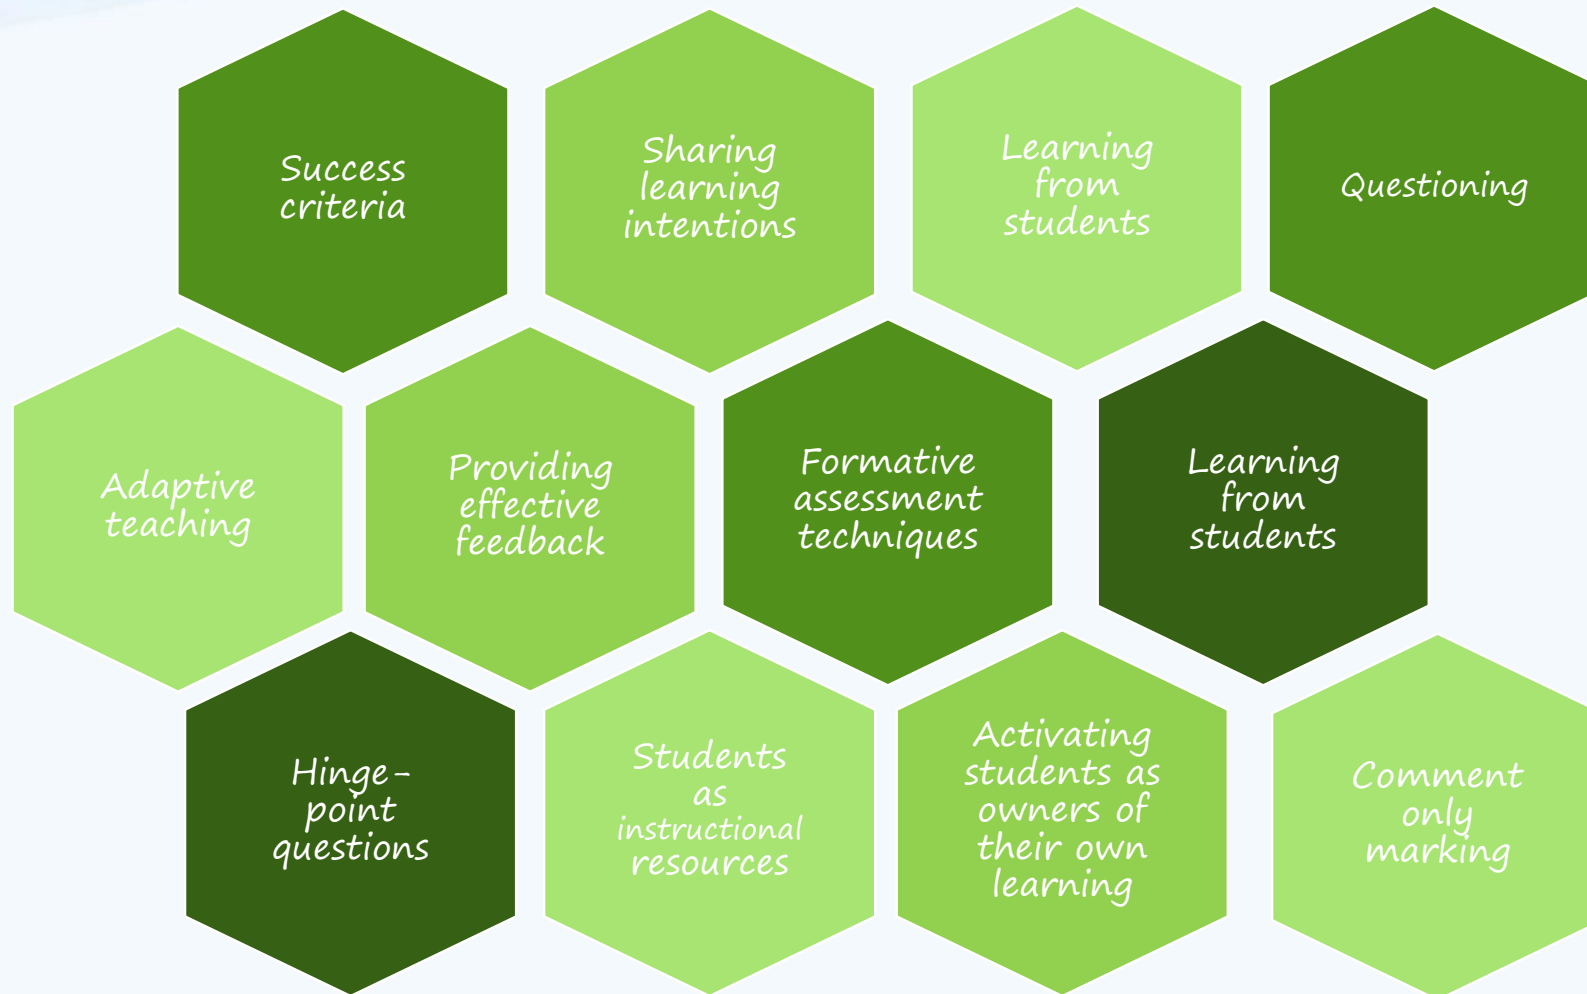 Success
criteria
Sharing
learning
intentions
Learning
from
students
Questioning
Adaptive
teaching
Providing
effective
feedback
Formative
assessment
techniques
Learning
from
students
Hinge-
point
questions
Students
as
instructional
resources
Activating
students as
owners of
their own
learning
Comment
only
marking